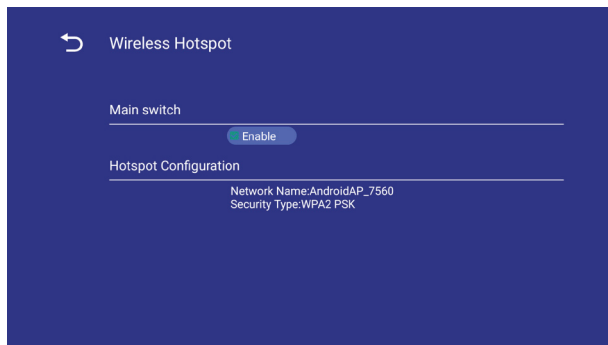 Wireless Hotspot
Main switch
Enable
Hotspot Configuration
Network Name:AndroidAP_7560
Security Type:WPA2 PSK